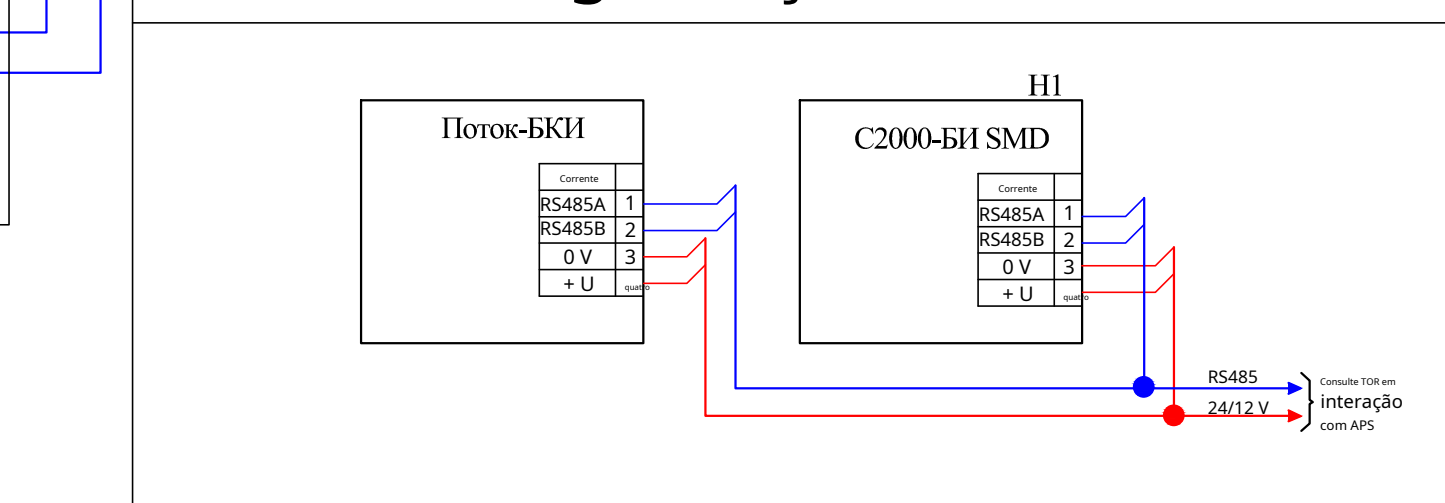 H1
Поток-БКИ
Corrente
RS485A 1
RS485B 2
0 V 3
+ U quatro
С2000-БИ SMD
Corrente
RS485A 1
RS485B 2
0 V 3
+ U quatro
RS485
24/12 V
Consulte TOR em
interação
com APS